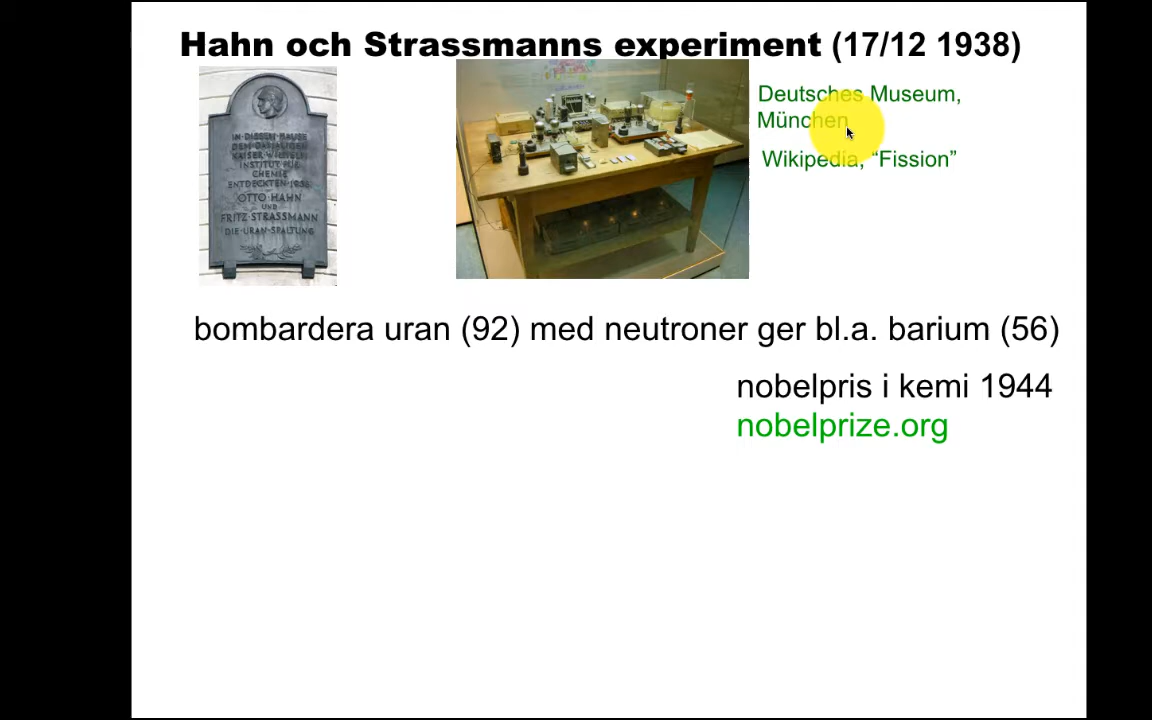 Hahn och Strassmanns experiment (17/12 1938)
IN DIESEM HAUSE
DEM DAMALIGEN
KAISER WILHELM
INSTITUT FÜR
CHEMIE
ENTDECKTEN 1938
OTTO HAHN
UND
FRITZ STRASSMANN
DIE URAN SPALTUNG
Deutsches Museum,
München
Wikipedia, “Fission”
bombardera uran (92) med neutroner ger bl.a. barium (56)
nobelpris i kemi 1944
nobelprize.org